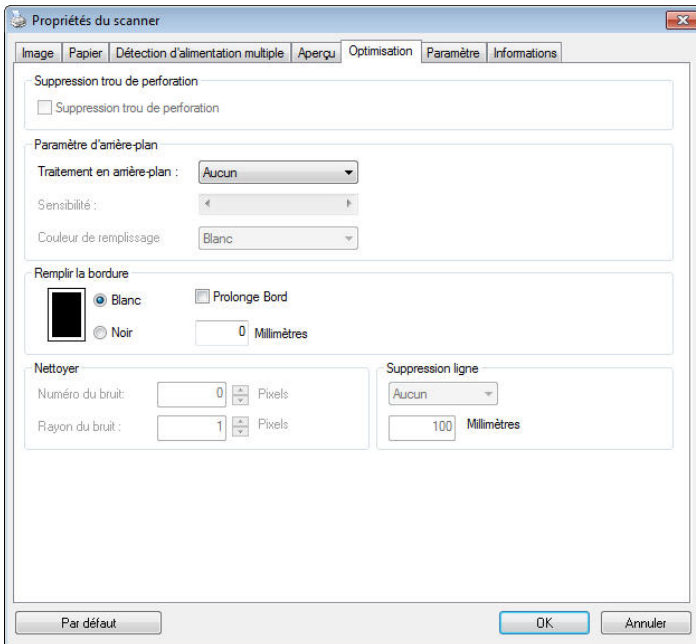 Propriétés du scanner
Image Papier Détection d'alimentation multiple Aperçu Optimisation Paramètre Informations
Suppression trou de perforation
Suppression trou de perforation
Paramètre d'arrière-plan
Traitement en arrière-plan : Aucun
Sensibilité :
Couleur de remplissage Blanc
Remplir la bordure
Blanc Prolonge Bord
Noir 0 Millimètres
Nettoyer
Numéro du bruit: 0 Pixels
Rayon du bruit : 1 Pixels
Suppression ligne
Aucun
100 Millimètres
Par défaut OK Annuler